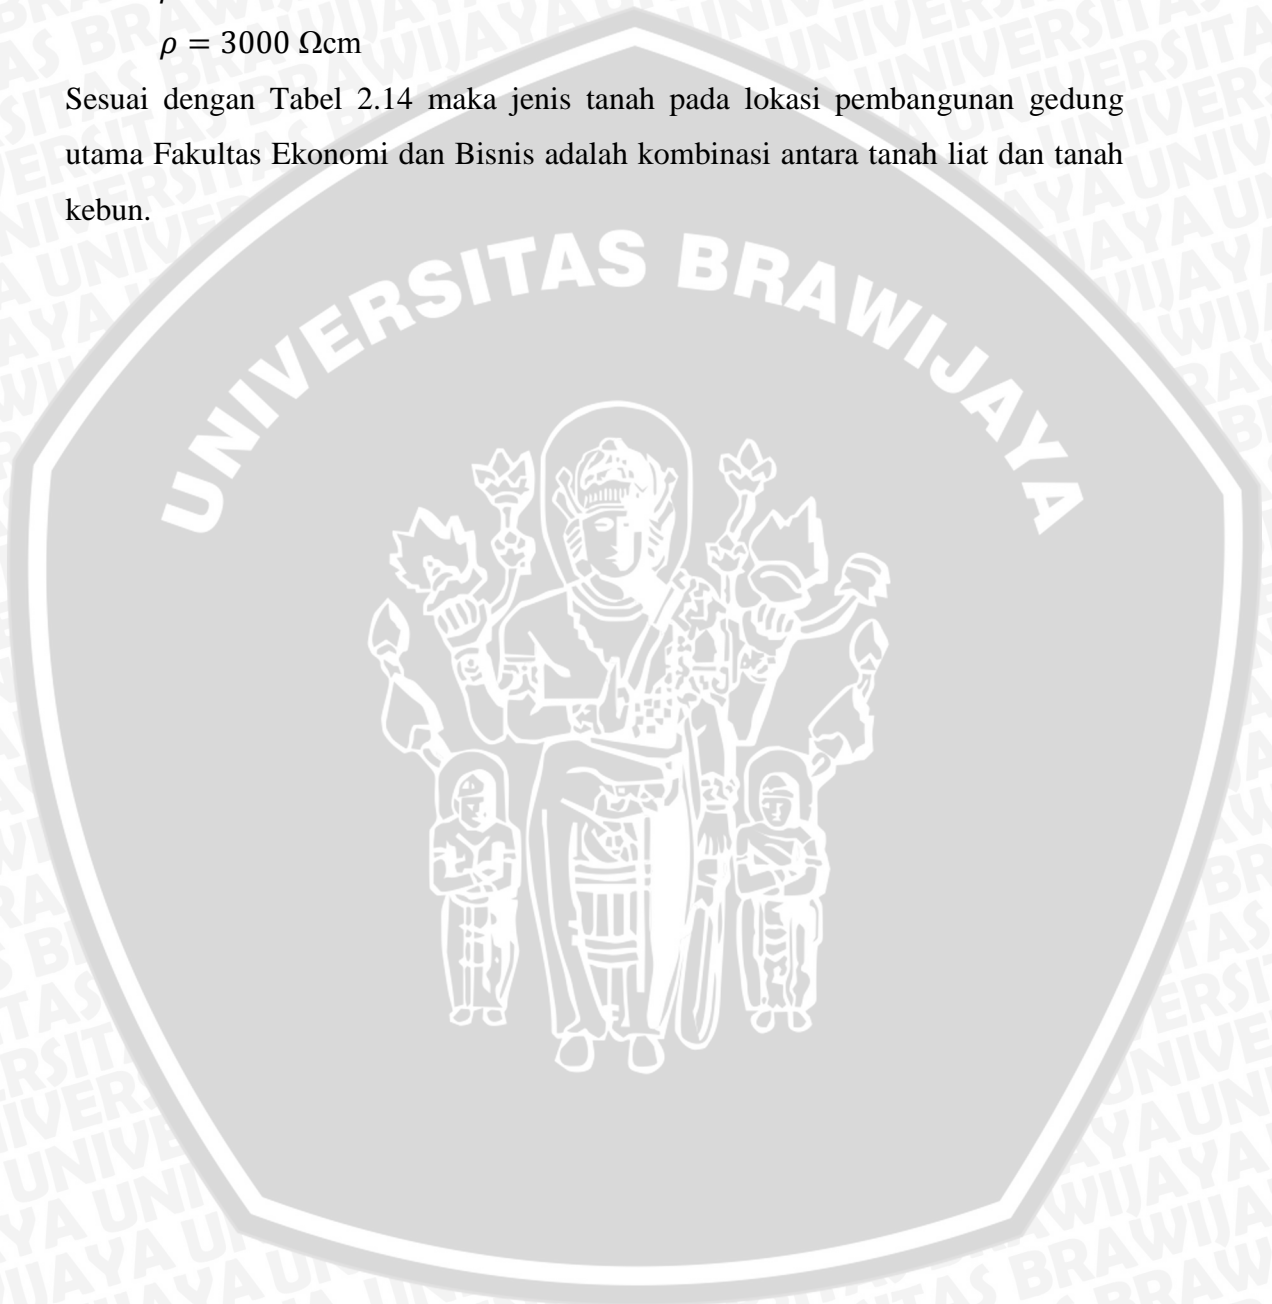 ρ = 3000 Ωcm
Sesuai dengan Tabel 2.14 maka jenis tanah pada lokasi pembangunan gedung
utama Fakultas Ekonomi dan Bisnis adalah kombinasi antara tanah liat dan tanah
kebun.
UNIVERSITAS BRAWIJAYA